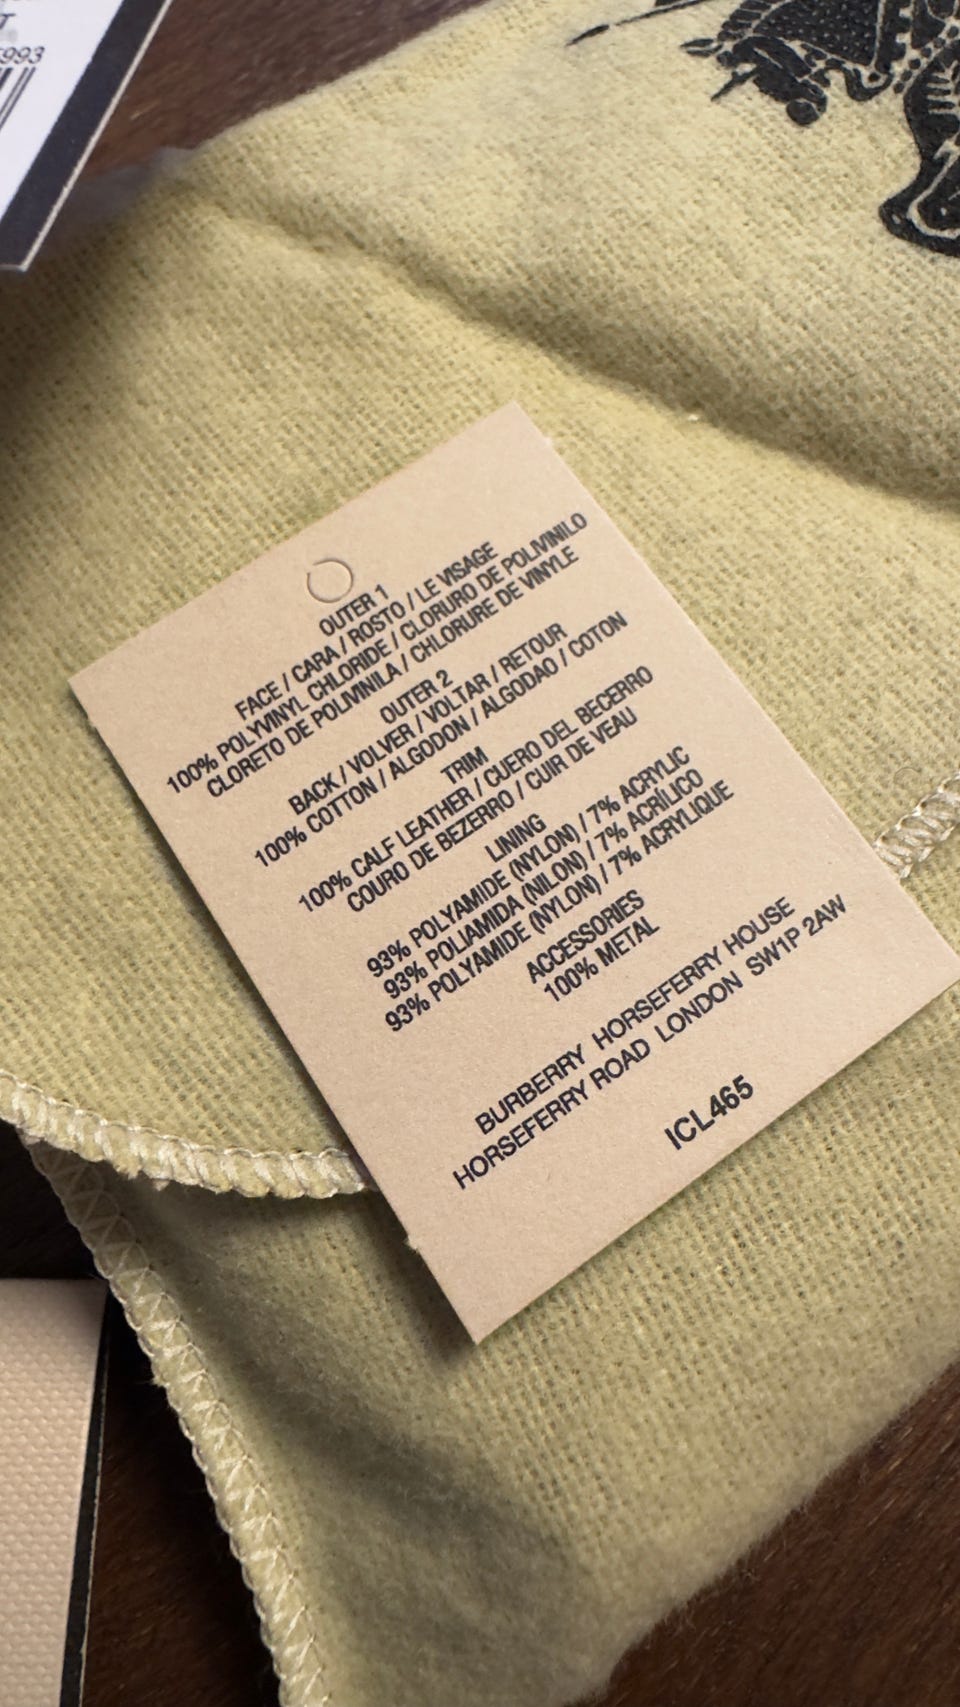 993
OUTER 1
FACE / CARA / ROSTO / LE VISAGE
100% POLYVINYL CHLORIDE / CLORURO DE POLIVINILO
CLORETO DE POLIVINILA / CHLORURE DE VINYLE
OUTER 2
BACK / VOLVER / VOLTAR / RETOUR
100% COTTON / ALGODON / ALGODAO / COTON
TRIM
100% CALF LEATHER / CUERO DEL BECERRO
COURO DE BEZERRO / CUIR DE VEAU
LINING
93% POLYAMIDE (NYLON) / 7% ACRYLIC
93% POLIAMIDA (NILON) / 7% ACRÍLICO
93% POLYAMIDE (NYLON) / 7% ACRYLIQUE
ACCESSORIES
100% METAL
BURBERRY HORSEFERRY HOUSE
HORSEFERRY ROAD LONDON SW1P 2AW
ICL465